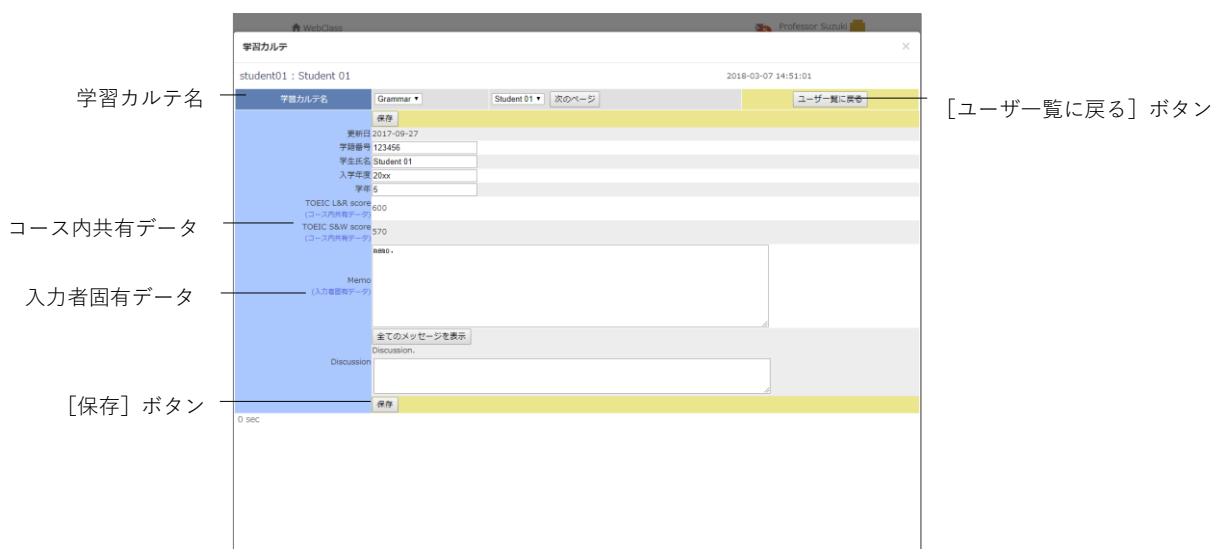 WebClass Professor Suzuki
学習カルテ ×
student01 : Student 01 2018-03-07 14:51:01
学習カルテ名 学習カルテ名 Grammar Student 01 次のページ ユーザ一覧に戻る ［ユーザ一覧に戻る］ボタン
保存
更新日 2017-09-27
学籍番号 123456
学生氏名 Student 01
入学年度 20xx
学年 5
TOEIC L&R score 600
(コース内共有データ)
コース内共有データ TOEIC S&W score 570
(コース内共有データ)
memo.
Memo
入力者固有データ (入力者固有データ)
全てのメッセージを表示
Discussion.
Discussion
［保存］ボタン 保存
0 sec